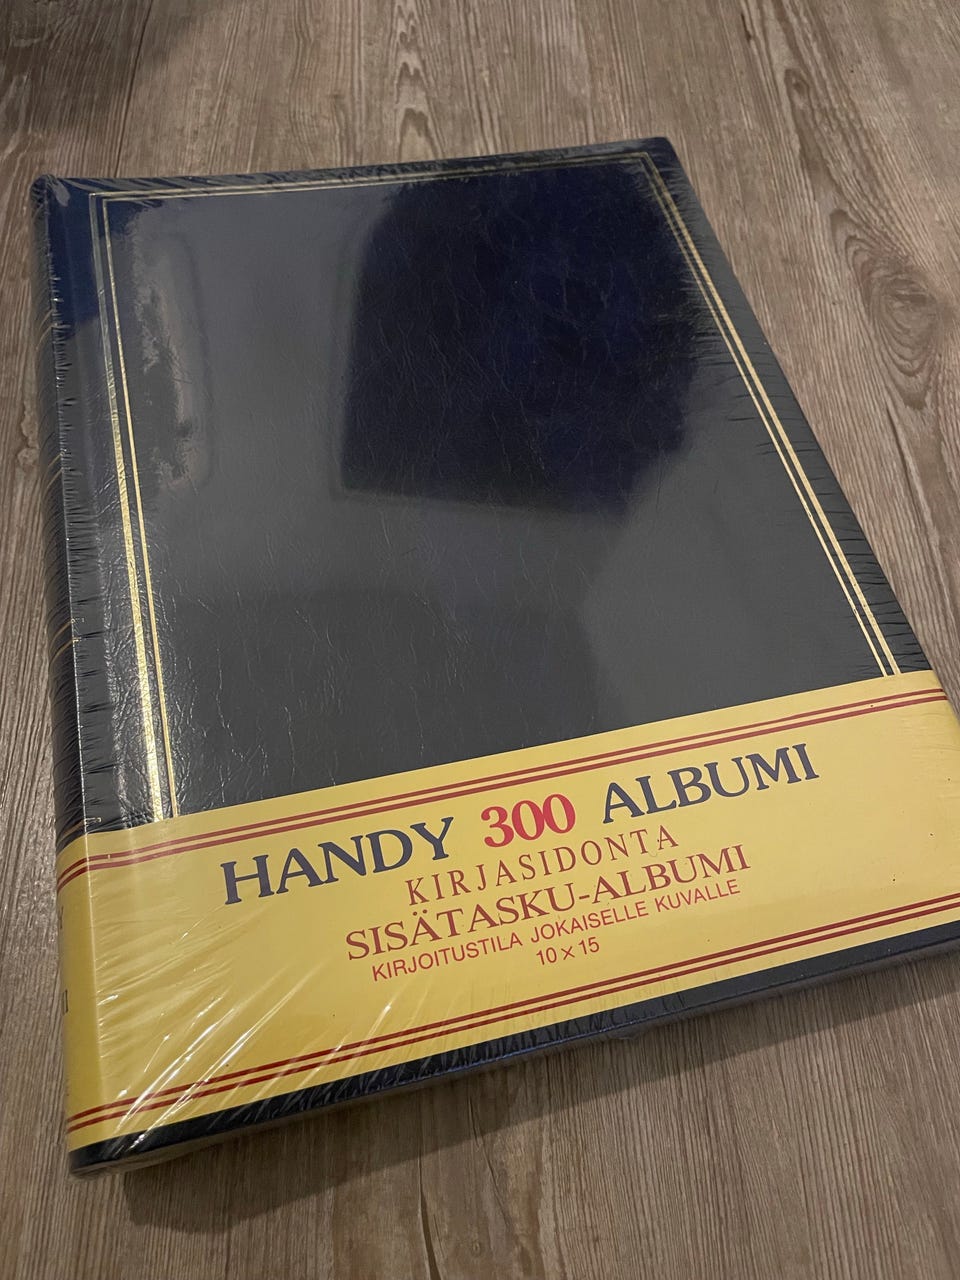 HANDY 300 ALBUMI
KIRJASIDONTA
SISÄTASKU-ALBUMI
KIRJOITUSTILA JOKAISELLE KUVALLE
10 x 15